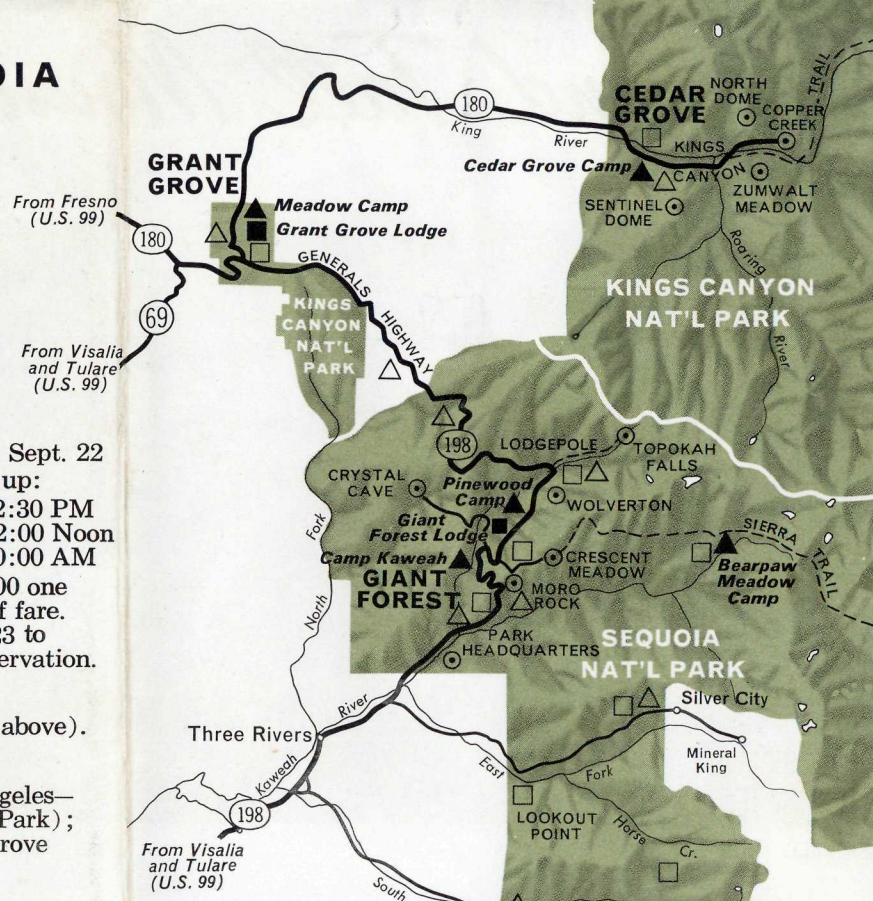 OIA
Sept. 22
up:
2:30 PM
2:00 Noon
0:00 AM
00 one
f fare.
23 to
ervation.
above).
geles—
Park);
rove
NORTH
DOME
TRAIL
CEDAR
GROVE
COPPER
CREEK
180
King
River
KINGS
CANYON
Cedar Grove Camp
SENTINEL
DOME
ZUMWALT
MEADOW
GRANT
GROVE
From Fresno
(U.S. 99)
180
Meadow Camp
Grant Grove Lodge
GENERALS
HIGHWAY
Roaring
River
KINGS CANYON
NAT'L PARK
KINGS
CANYON
NAT'L
PARK
69
From Visalia
and Tulare
(U.S. 99)
198
LODGEPOLE
TOPOKAH
FALLS
CRYSTAL
CAVE
Pinewood
Camp
WOLVERTON
Giant
Forest Lodge
SIERRA
TRAIL
Camp Kaweah
CRESCENT
MEADOW
Bearpaw
Meadow
Camp
GIANT
FOREST
MORO
ROCK
North
Fork
PARK
HEADQUARTERS
SEQUOIA
NAT'L PARK
Silver City
Three Rivers
Kaweah
River
Mineral
King
East
Fork
LOOKOUT
POINT
Horse
Cr.
198
From Visalia
and Tulare
(U.S. 99)
South